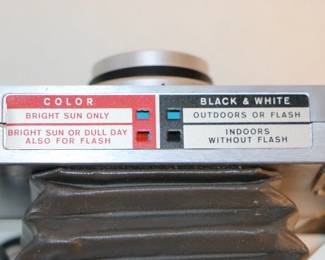 COLOR
BRIGHT SUN ONLY
BRIGHT SUN OR DULL DAY
ALSO FOR FLASH
BLACK & WHITE
OUTDOORS OR FLASH
INDOORS
WITHOUT FLASH